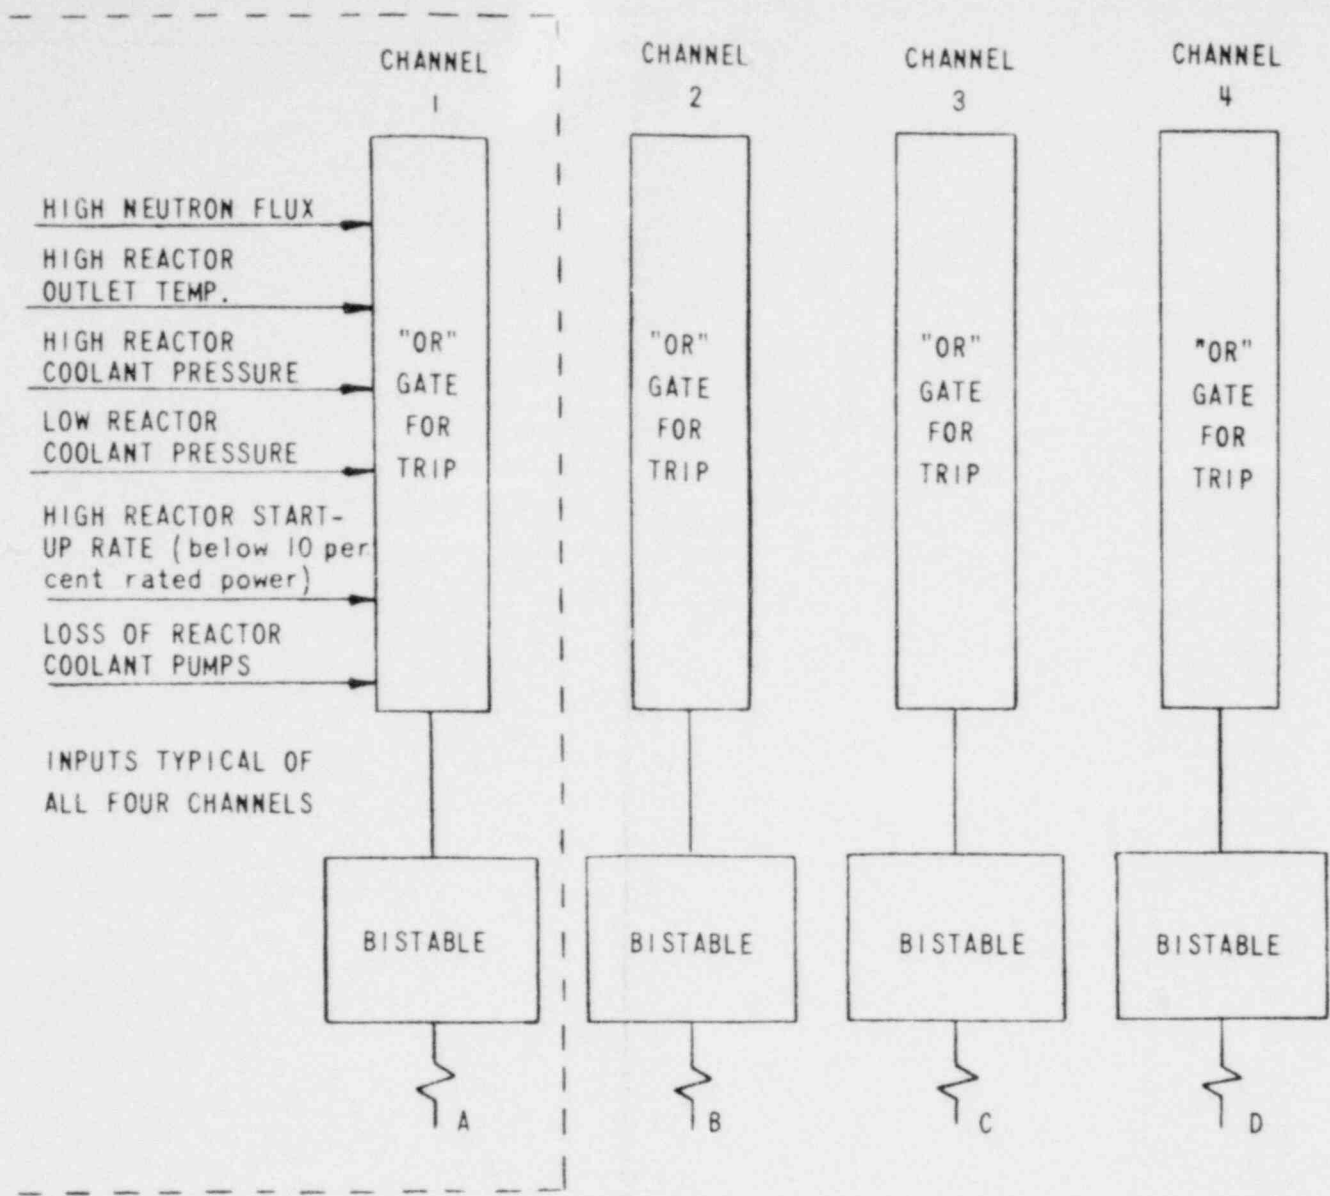 CHANNEL
1
CHANNEL
2
CHANNEL
3
CHANNEL
4
HIGH NEUTRON FLUX
HIGH REACTOR
OUTLET TEMP.
HIGH REACTOR
COOLANT PRESSURE
LOW REACTOR
COOLANT PRESSURE
HIGH REACTOR START-
UP RATE (below 10 per
cent rated power)
LOSS OF REACTOR
COOLANT PUMPS
INPUTS TYPICAL OF
ALL FOUR CHANNELS
"OR"
GATE
FOR
TRIP
"OR"
GATE
FOR
TRIP
"OR"
GATE
FOR
TRIP
"OR"
GATE
FOR
TRIP
BISTABLE
BISTABLE
BISTABLE
BISTABLE
A
B
C
D